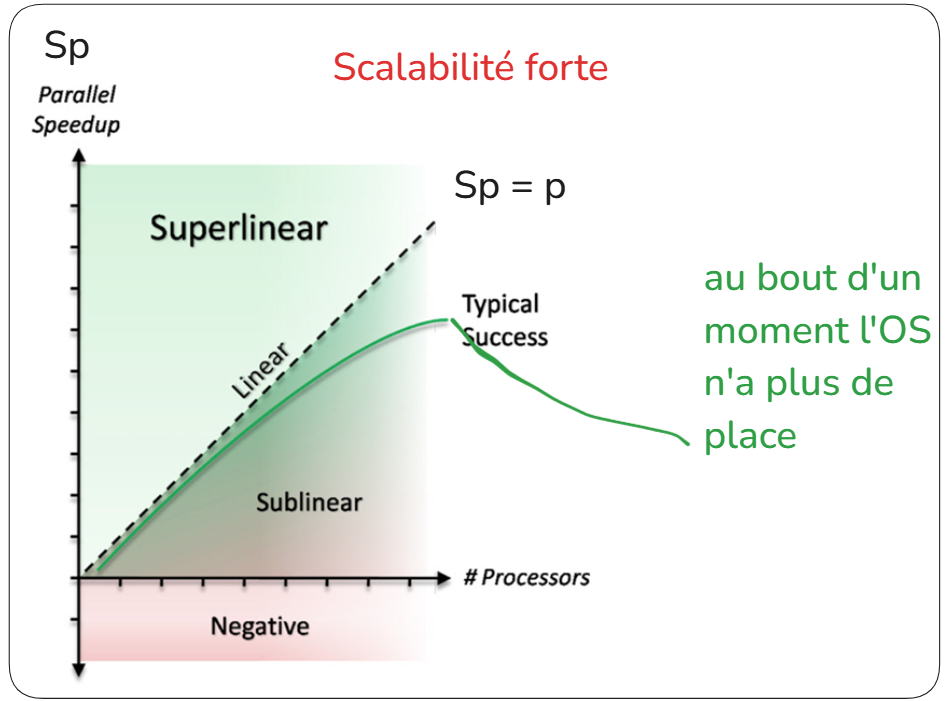 Sp
Scalabilité forte
Parallel
Speedup
Sp = p
Superlinear
au bout d'un
moment l'OS
n'a plus de
place
Typical
Success
Linear
Sublinear
# Processors
Negative